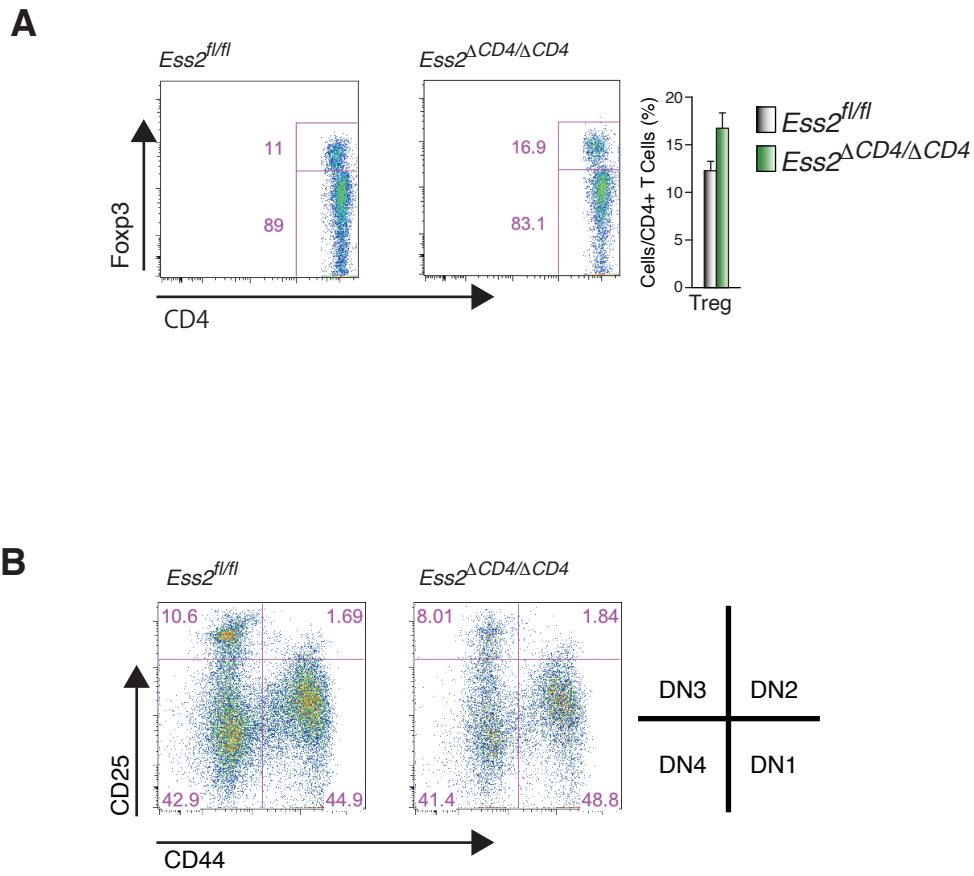 A
Ess2fl/fl
Ess2ΔCD4/ΔCD4
Foxp3
11
89
16.9
83.1
CD4
Cells/CD4+ T Cells (%)
20
15
10
5
0
Treg
Ess2fl/fl
Ess2ΔCD4/ΔCD4
B
Ess2fl/fl
Ess2ΔCD4/ΔCD4
CD25
10.6 1.69
42.9 44.9
8.01 1.84
41.4 48.8
CD44
DN3 DN2
DN4 DN1